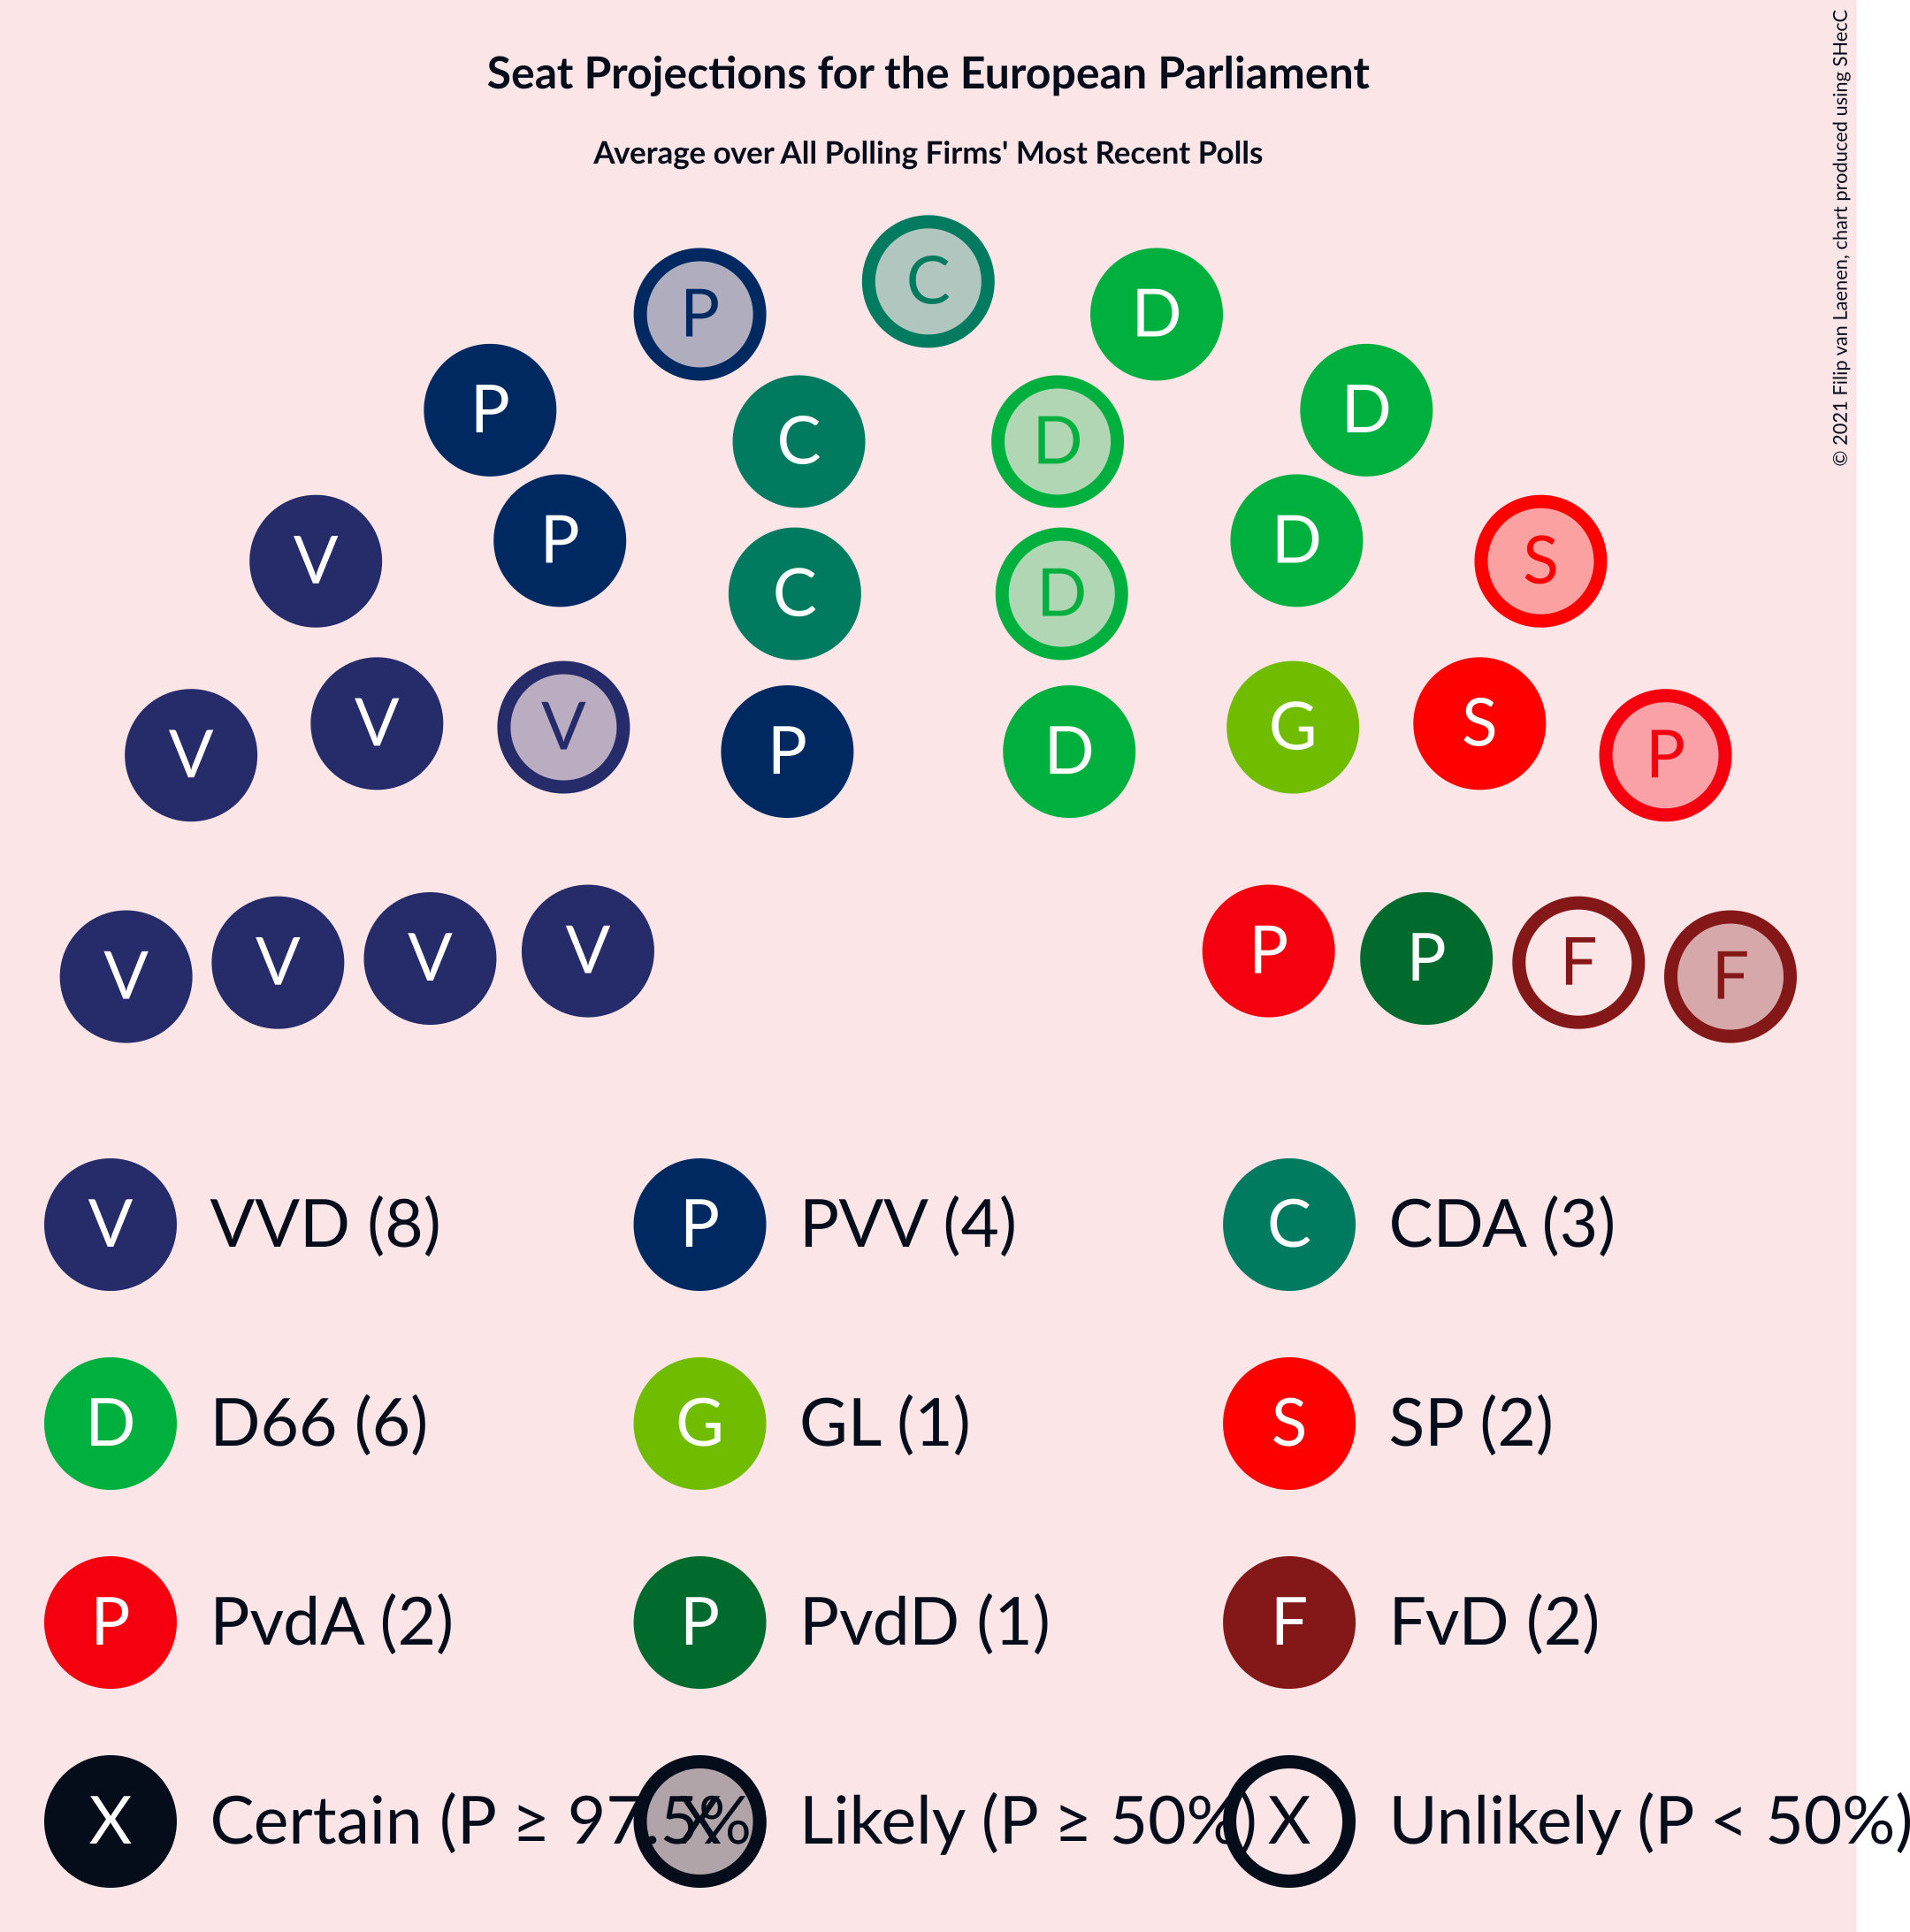 Seat Projections for the European Parliament
Average over All Polling Firms' Most Recent Polls
© 2021 Filip van Laenen, chart produced using SHecC
C
P D
P D
C D
P D
V S
C D
V V G S
P D
V P
V V
P P
V V F
F
V VVD (8) P PVV (4) C CDA (3)
D D66 (6) G GL (1) S SP (2)
P PvdA (2) P PvdD (1) F FvD (2)
X Certain (P ≥ 97.5% X Likely (P ≥ 50%) X Unlikely (P < 50%)